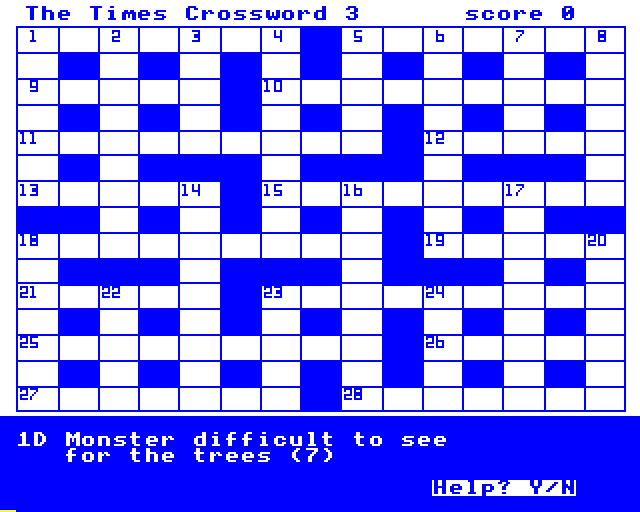 The Times Crossword 3 score 0
1 2 3 4 5 6 7 8
9 10
11 12
13 14 15 16 17
18 19 20
21 22 23 24
25 26
27 28
1D Monster difficult to see
for the trees (7)
Help? Y/N